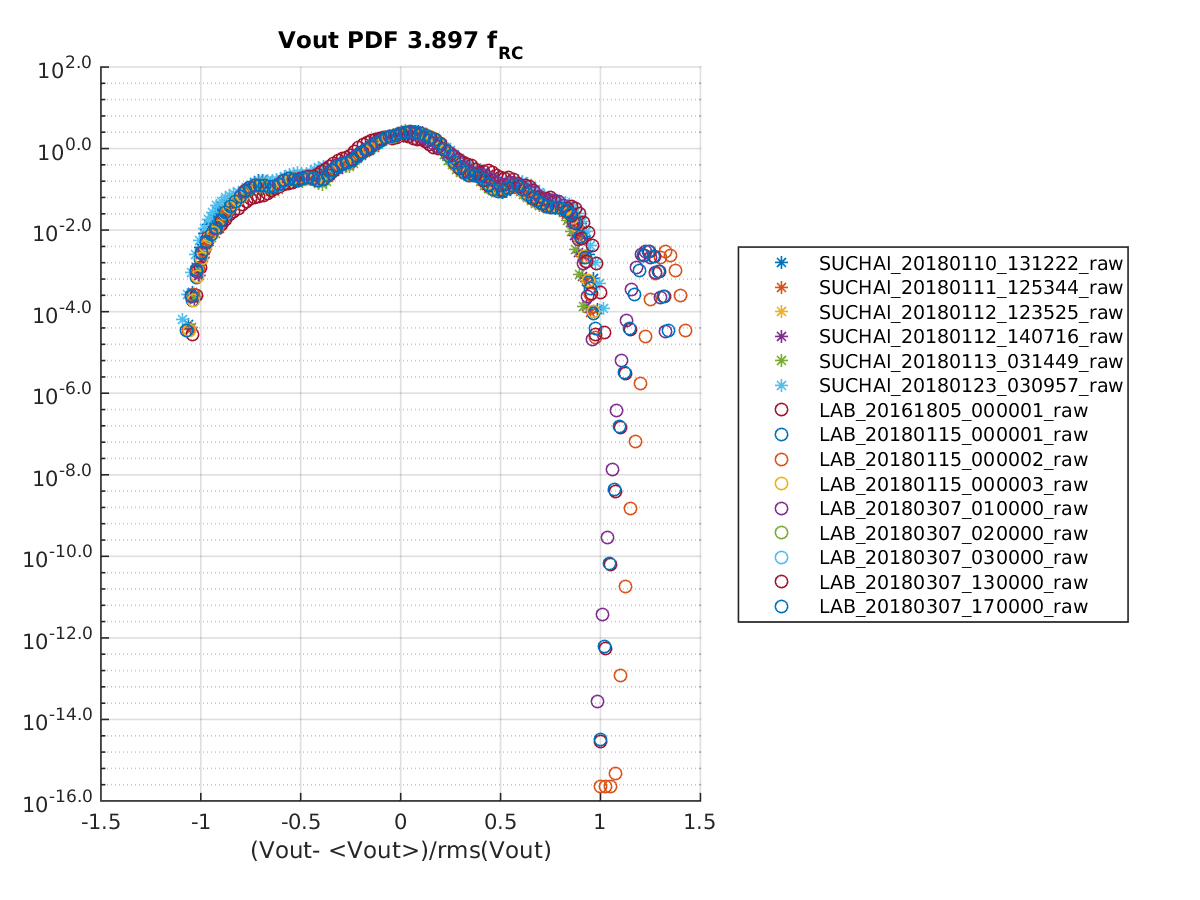 Vout PDF 3.897 f_RC
10^2.0
10^0.0
10^-2.0
10^-4.0
10^-6.0
10^-8.0
10^-10.0
10^-12.0
10^-14.0
10^-16.0
-1.5 -1 -0.5 0 0.5 1 1.5
(Vout- <Vout>)/rms(Vout)
SUCHAI_20180110_131222_raw
SUCHAI_20180111_125344_raw
SUCHAI_20180112_123525_raw
SUCHAI_20180112_140716_raw
SUCHAI_20180113_031449_raw
SUCHAI_20180123_030957_raw
LAB_20161805_000001_raw
LAB_20180115_000001_raw
LAB_20180115_000002_raw
LAB_20180115_000003_raw
LAB_20180307_010000_raw
LAB_20180307_020000_raw
LAB_20180307_030000_raw
LAB_20180307_130000_raw
LAB_20180307_170000_raw